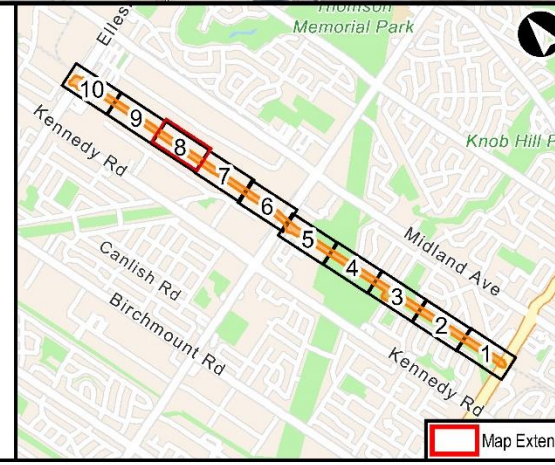 Thomson
Memorial Park
Elles
Knob Hill P
Kennedy Rd
10
9
8
7
6
5
4
3
2
1
Midland Ave
Canlish Rd
Birchmount Rd
Kennedy Rd
Map Exten